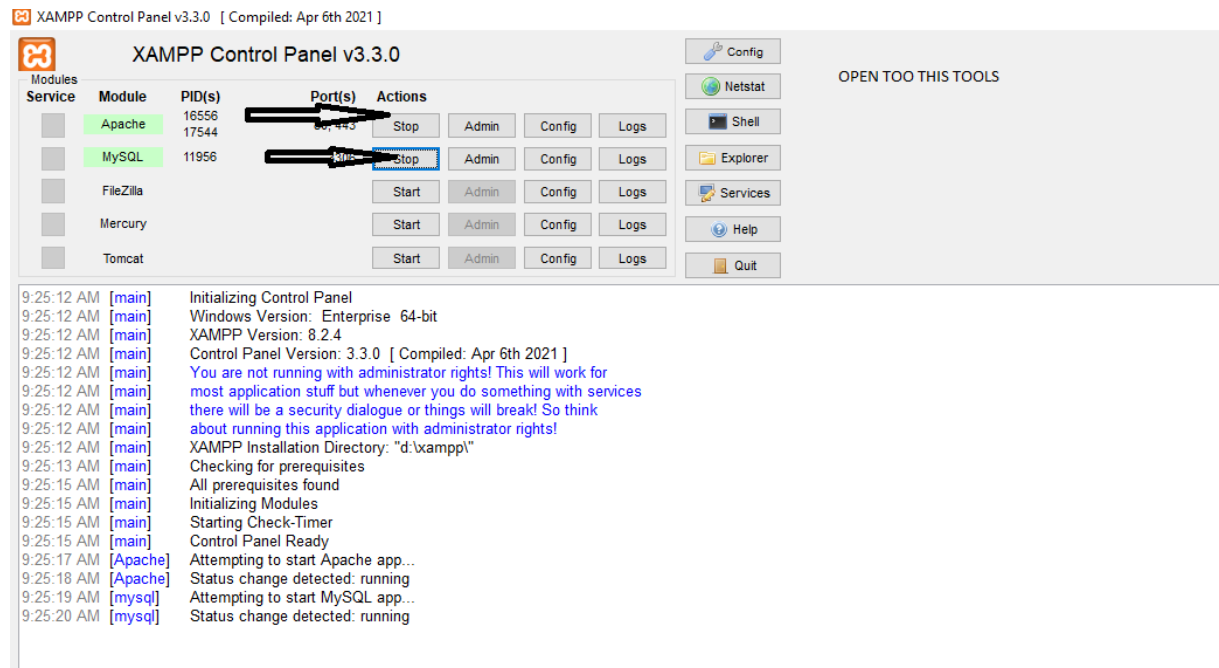 XAMPP Control Panel v3.3.0 [ Compiled: Apr 6th 2021 ]
XAMPP Control Panel v3.3.0
Modules
Service Module PID(s) Port(s) Actions
Apache 16556 17544 443 Stop Admin Config Logs
MySQL 11956 Stop Admin Config Logs
FileZilla Start Admin Config Logs
Mercury Start Admin Config Logs
Tomcat Start Admin Config Logs
Config
Netstat
Shell
Explorer
Services
Help
Quit
OPEN TOO THIS TOOLS
9:25:12 AM [main] Initializing Control Panel
9:25:12 AM [main] Windows Version: Enterprise 64-bit
9:25:12 AM [main] XAMPP Version: 8.2.4
9:25:12 AM [main] Control Panel Version: 3.3.0 [ Compiled: Apr 6th 2021 ]
9:25:12 AM [main] You are not running with administrator rights! This will work for
9:25:12 AM [main] most application stuff but whenever you do something with services
9:25:12 AM [main] there will be a security dialogue or things will break! So think
9:25:12 AM [main] about running this application with administrator rights!
9:25:12 AM [main] XAMPP Installation Directory: "d:\xampp\"
9:25:13 AM [main] Checking for prerequisites
9:25:15 AM [main] All prerequisites found
9:25:15 AM [main] Initializing Modules
9:25:15 AM [main] Starting Check-Timer
9:25:15 AM [main] Control Panel Ready
9:25:17 AM [Apache] Attempting to start Apache app...
9:25:18 AM [Apache] Status change detected: running
9:25:19 AM [mysql] Attempting to start MySQL app...
9:25:20 AM [mysql] Status change detected: running